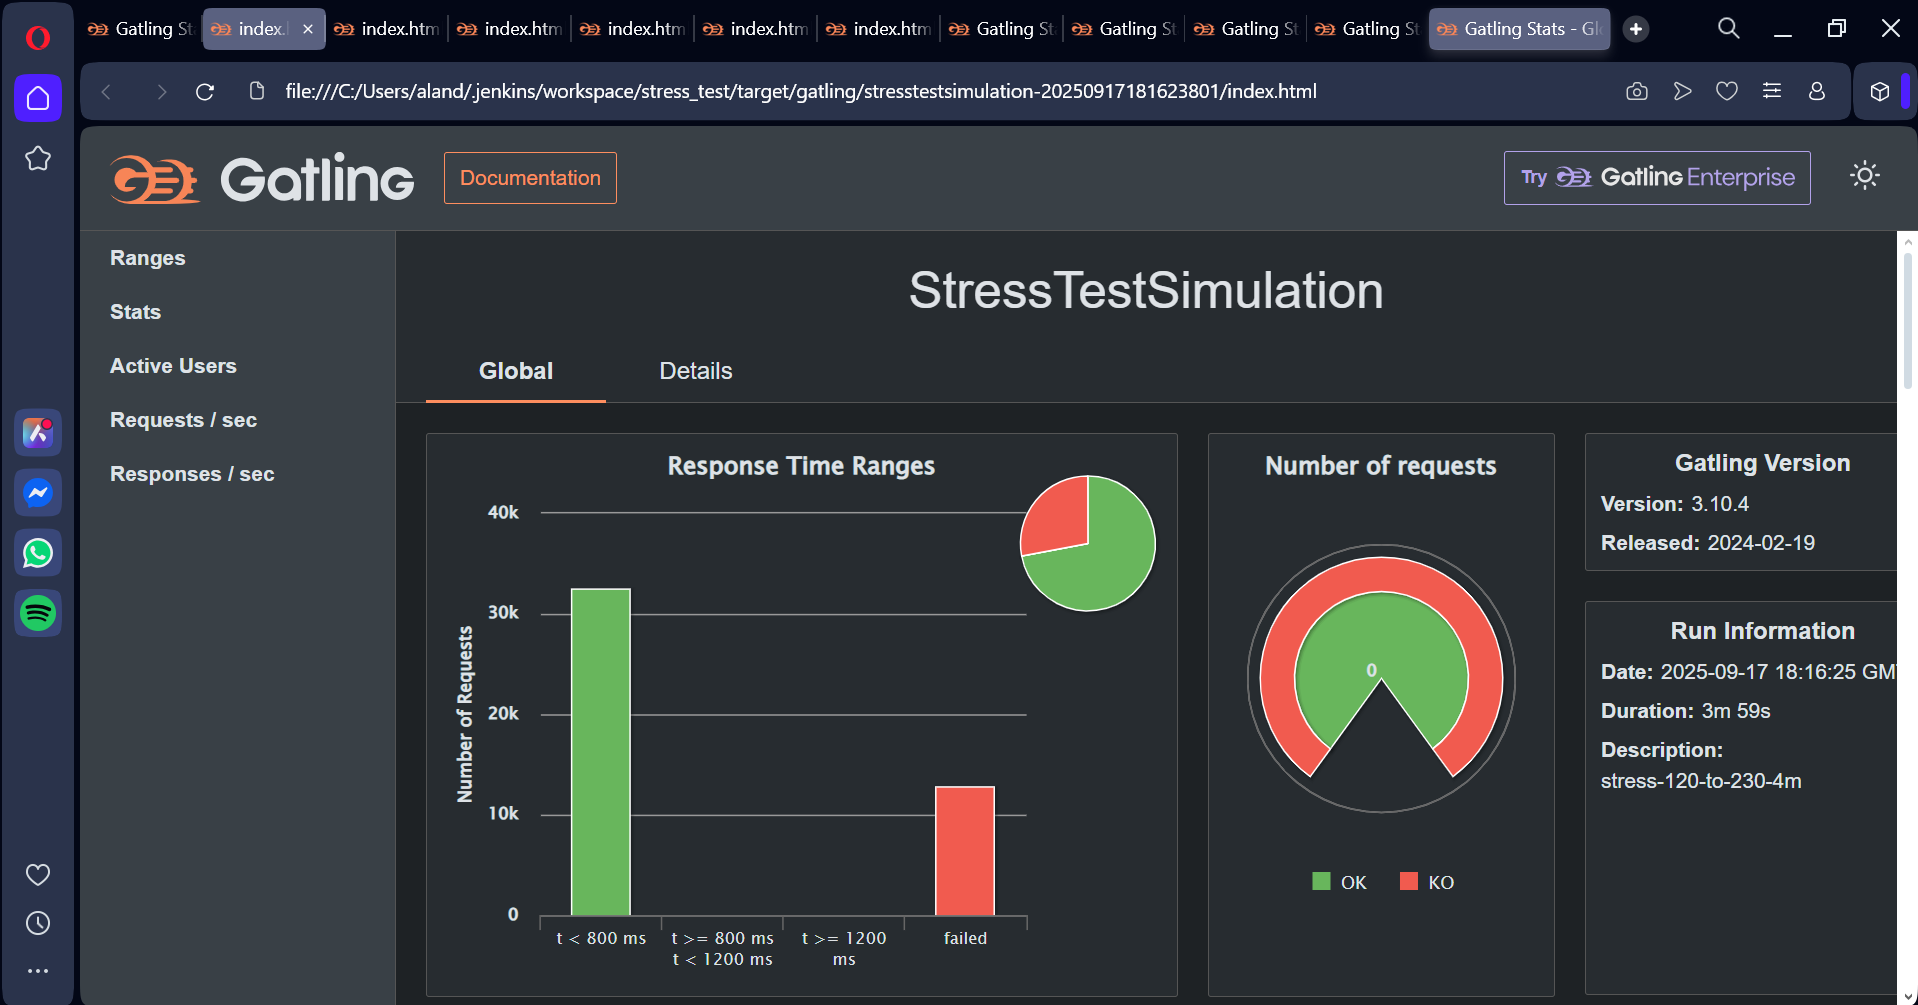 Gatling St
index.
index.htm
index.htm
index.htm
index.htm
index.htm
Gatling St
Gatling St
Gatling St
Gatling St
Gatling Stats - Gl
file:///C:/Users/aland/.jenkins/workspace/stress_test/target/gatling/stresstestsimulation-20250917181623801/index.html
Gatling
Documentation
Try Gatling Enterprise
Ranges
Stats
Active Users
Requests / sec
Responses / sec
StressTestSimulation
Global
Details
Response Time Ranges
Number of Requests
40k
30k
20k
10k
0
t < 800 ms
t >= 800 ms
t < 1200 ms
t >= 1200
ms
failed
Number of requests
0
OK
KO
Gatling Version
Version: 3.10.4
Released: 2024-02-19
Run Information
Date: 2025-09-17 18:16:25 GM
Duration: 3m 59s
Description:
stress-120-to-230-4m